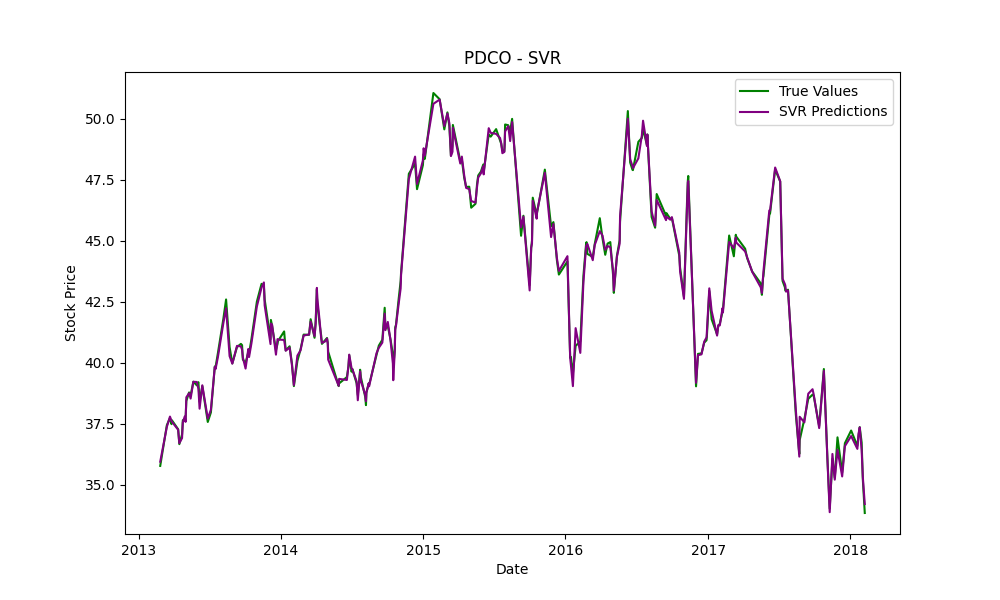 PDCO - SVR
True Values
SVR Predictions
Stock Price
50.0
47.5
45.0
42.5
40.0
37.5
35.0
2013 2014 2015 2016 2017 2018
Date